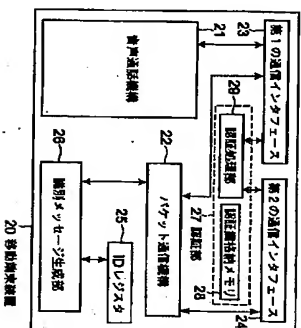 20 移動端末装置
21
音声通話機構
22
パケット通信機構
23
第1の通信インタフェース
24
第2の通信インタフェース
25
IDレジスタ
26
識別メッセージ生成部
27 認証部
28
認証鍵格納メモリ
29
認証処理部